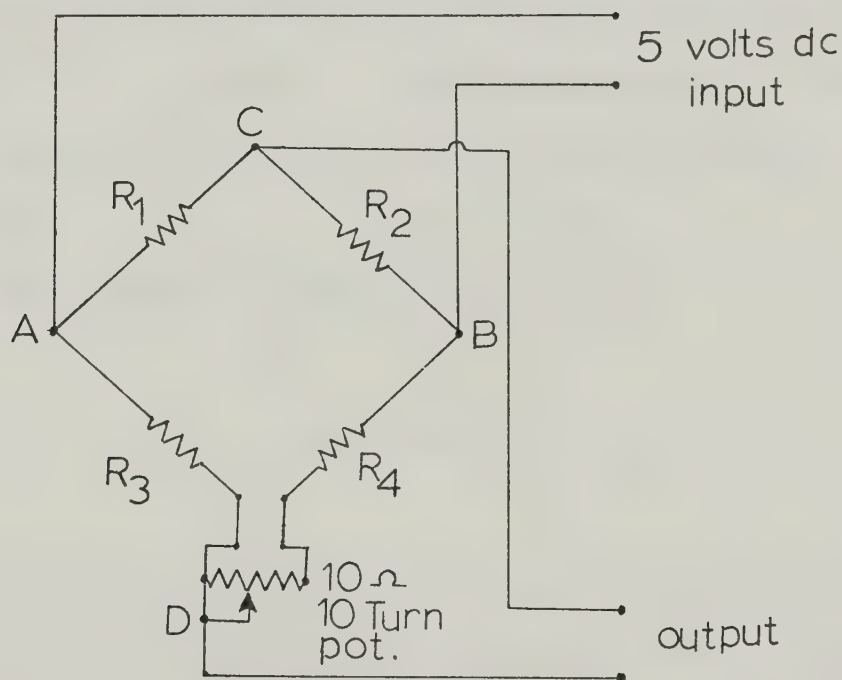 5 volts dc
input
C
R1
R2
A
B
R3
R4
10 Ω
10 Turn
pot.
D
output